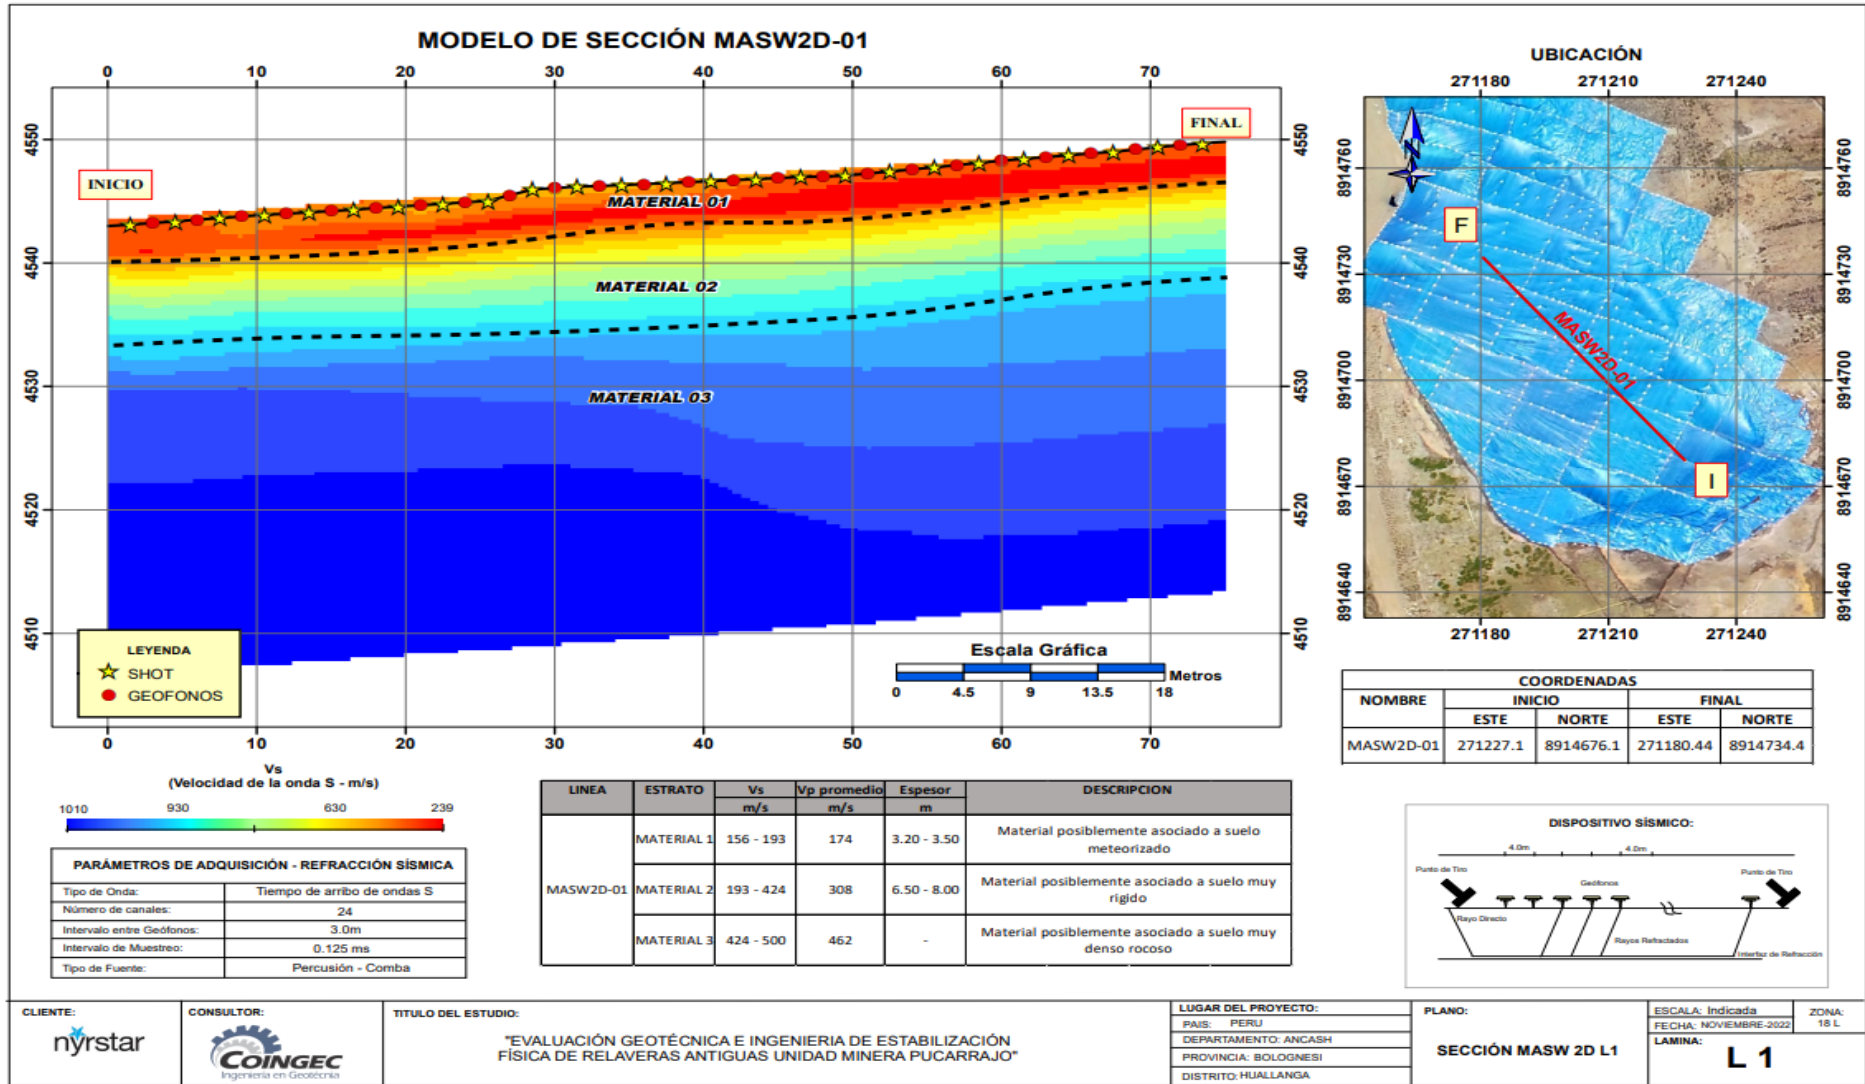 MODELO DE SECCIÓN MASW2D-01
0 10 20 30 40 50 60 70
4550 4540 4530 4520 4510
INICIO
FINAL
MATERIAL 01
MATERIAL 02
MATERIAL 03
4550 4540 4530 4520 4510
LEYENDA
SHOT
GEOFONOS
Escala Gráfica
Metros
0 4.5 9 13.5 18
0 10 20 30 40 50 60 70
UBICACIÓN
271180 271210 271240
8914760 8914730 8914700 8914670 8914640
N
F
MASW2D-01
I
8914760 8914730 8914700 8914670 8914640
271180 271210 271240
COORDENADAS
NOMBRE INICIO FINAL
ESTE NORTE ESTE NORTE
MASW2D-01 271227.1 8914676.1 271180.44 8914734.4
Vs
(Velocidad de la onda S - m/s)
1010 930 630 239
PARÁMETROS DE ADQUISICIÓN - REFRACCIÓN SÍSMICA
Tipo de Onda: Tiempo de arribo de ondas S
Número de canales: 24
Intervalo entre Geófonos: 3.0m
Intervalo de Muestreo: 0.125 ms
Tipo de Fuente: Percusión - Comba
LINEA ESTRATO Vs Vp promedio Espesor DESCRIPCION
m/s m/s m
MASW2D-01
MATERIAL 1 156 - 193 174 3.20 - 3.50 Material posiblemente asociado a suelo
meteorizado
MATERIAL 2 193 - 424 308 6.50 - 8.00 Material posiblemente asociado a suelo muy
rigido
MATERIAL 3 424 - 500 462 - Material posiblemente asociado a suelo muy
denso rocoso
DISPOSITIVO SÍSMICO:
4.0m 4.0m
Punto de Tiro Punto de Tiro
Geófonos
Rayo Directo
Rayos Refractados
Interfaz de Refracción
CLIENTE:
nyrstar
CONSULTOR:
COINGEC
Ingeniería en Geotécnia
TITULO DEL ESTUDIO:
"EVALUACIÓN GEOTÉCNICA E INGENIERIA DE ESTABILIZACIÓN
FÍSICA DE RELAVERAS ANTIGUAS UNIDAD MINERA PUCARRAJO"
LUGAR DEL PROYECTO:
PAIS: PERU
DEPARTAMENTO: ANCASH
PROVINCIA: BOLOGNESI
DISTRITO: HUALLANGA
PLANO:
SECCIÓN MASW 2D L1
ESCALA: Indicada
FECHA: NOVIEMBRE-2022
ZONA:
18 L
LAMINA:
L 1